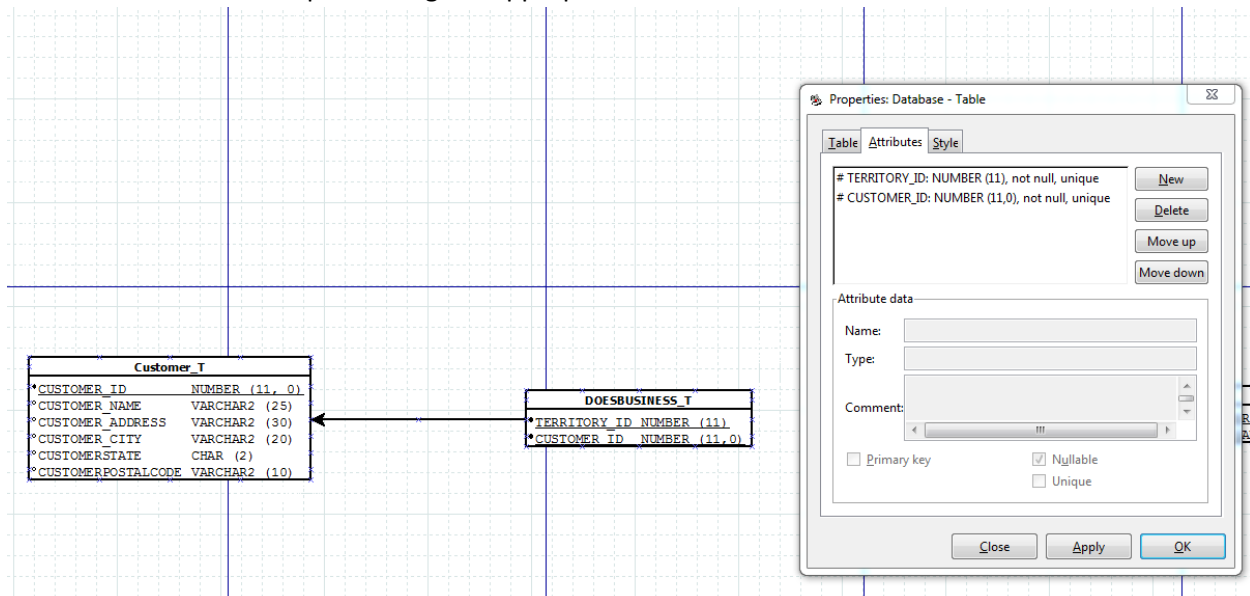 Properties: Database - Table
Table Attributes Style
# TERRITORY_ID: NUMBER (11), not null, unique
# CUSTOMER_ID: NUMBER (11,0), not null, unique
New
Delete
Move up
Move down
Attribute data
Name:
Type:
Comment:
Primary key
Nullable
Unique
Close Apply OK
Customer_T
CUSTOMER_ID NUMBER (11, 0)
CUSTOMER_NAME VARCHAR2 (25)
CUSTOMER_ADDRESS VARCHAR2 (30)
CUSTOMER_CITY VARCHAR2 (20)
CUSTOMERSTATE CHAR (2)
CUSTOMERPOSTALCODE VARCHAR2 (10)
DOESBUSINESS_T
TERRITORY_ID NUMBER (11)
CUSTOMER_ID NUMBER (11,0)